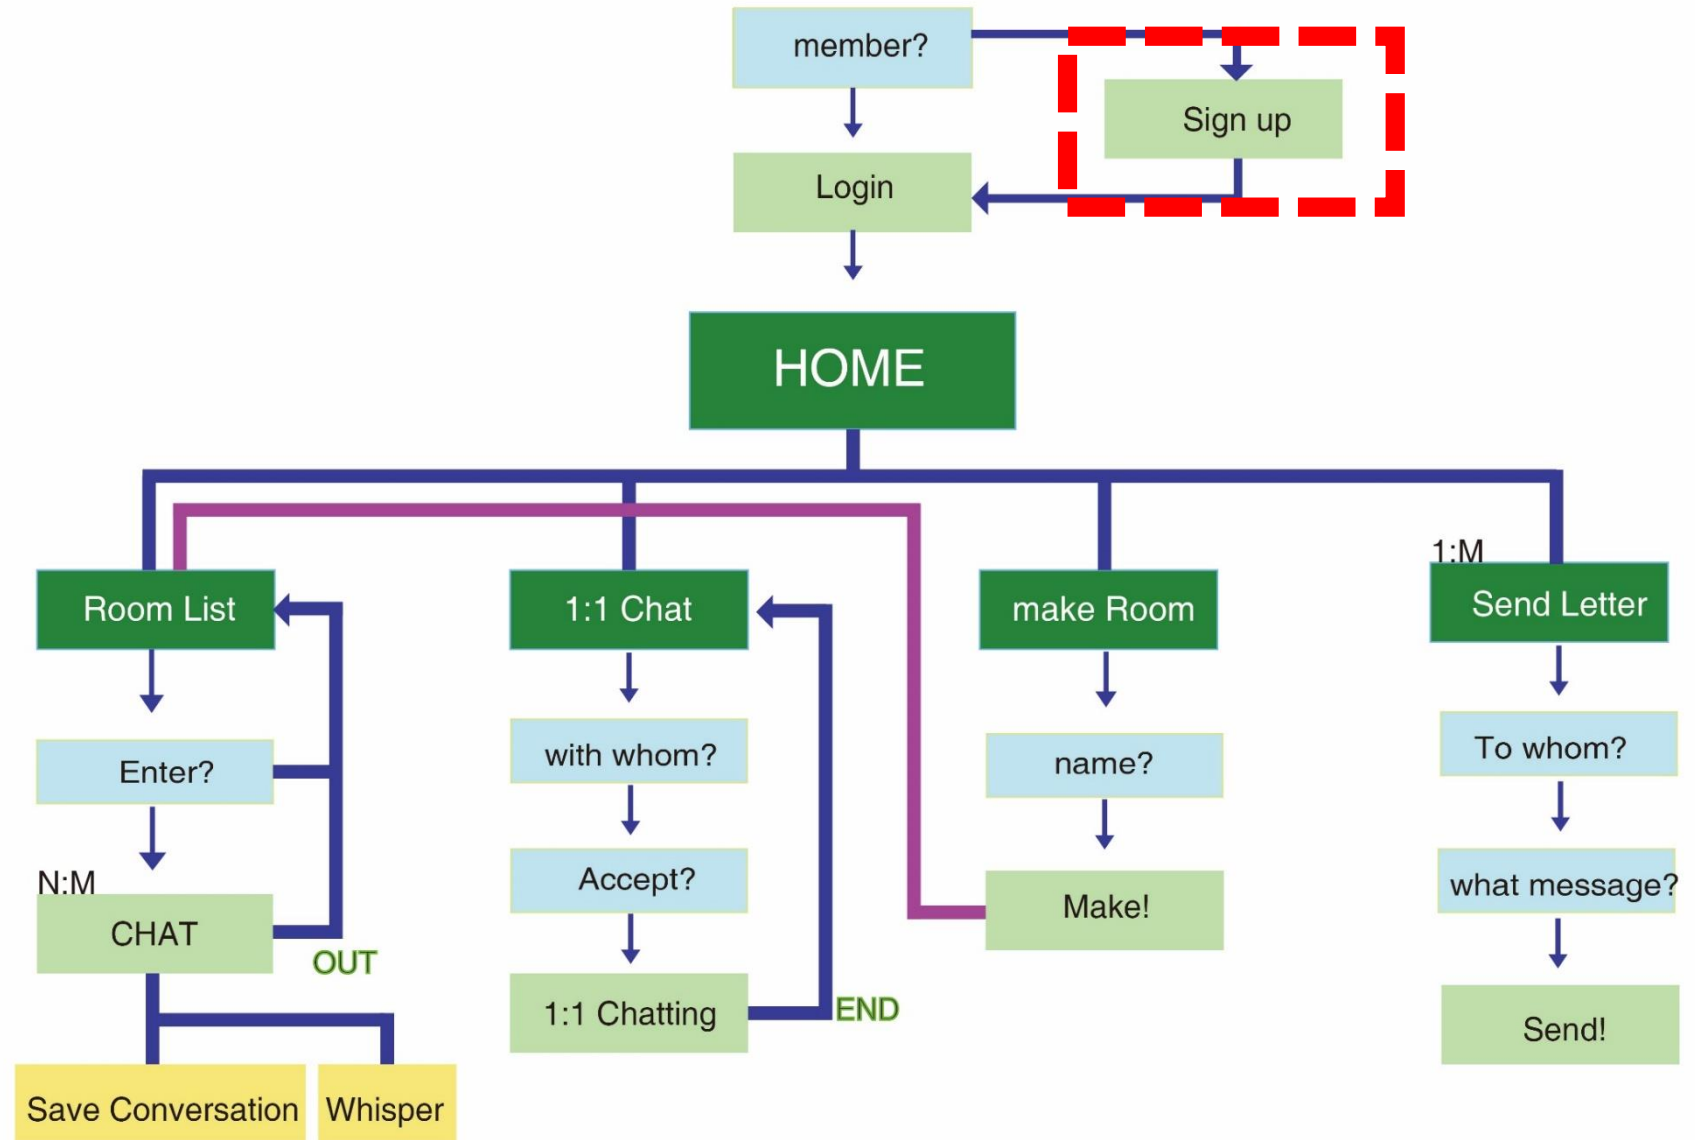 member?
Sign up
Login
HOME
1:M
Room List
1:1 Chat
make Room
Send Letter
Enter?
with whom?
name?
To whom?
N:M
CHAT
OUT
Accept?
Make!
what message?
1:1 Chatting
END
Send!
Save Conversation
Whisper